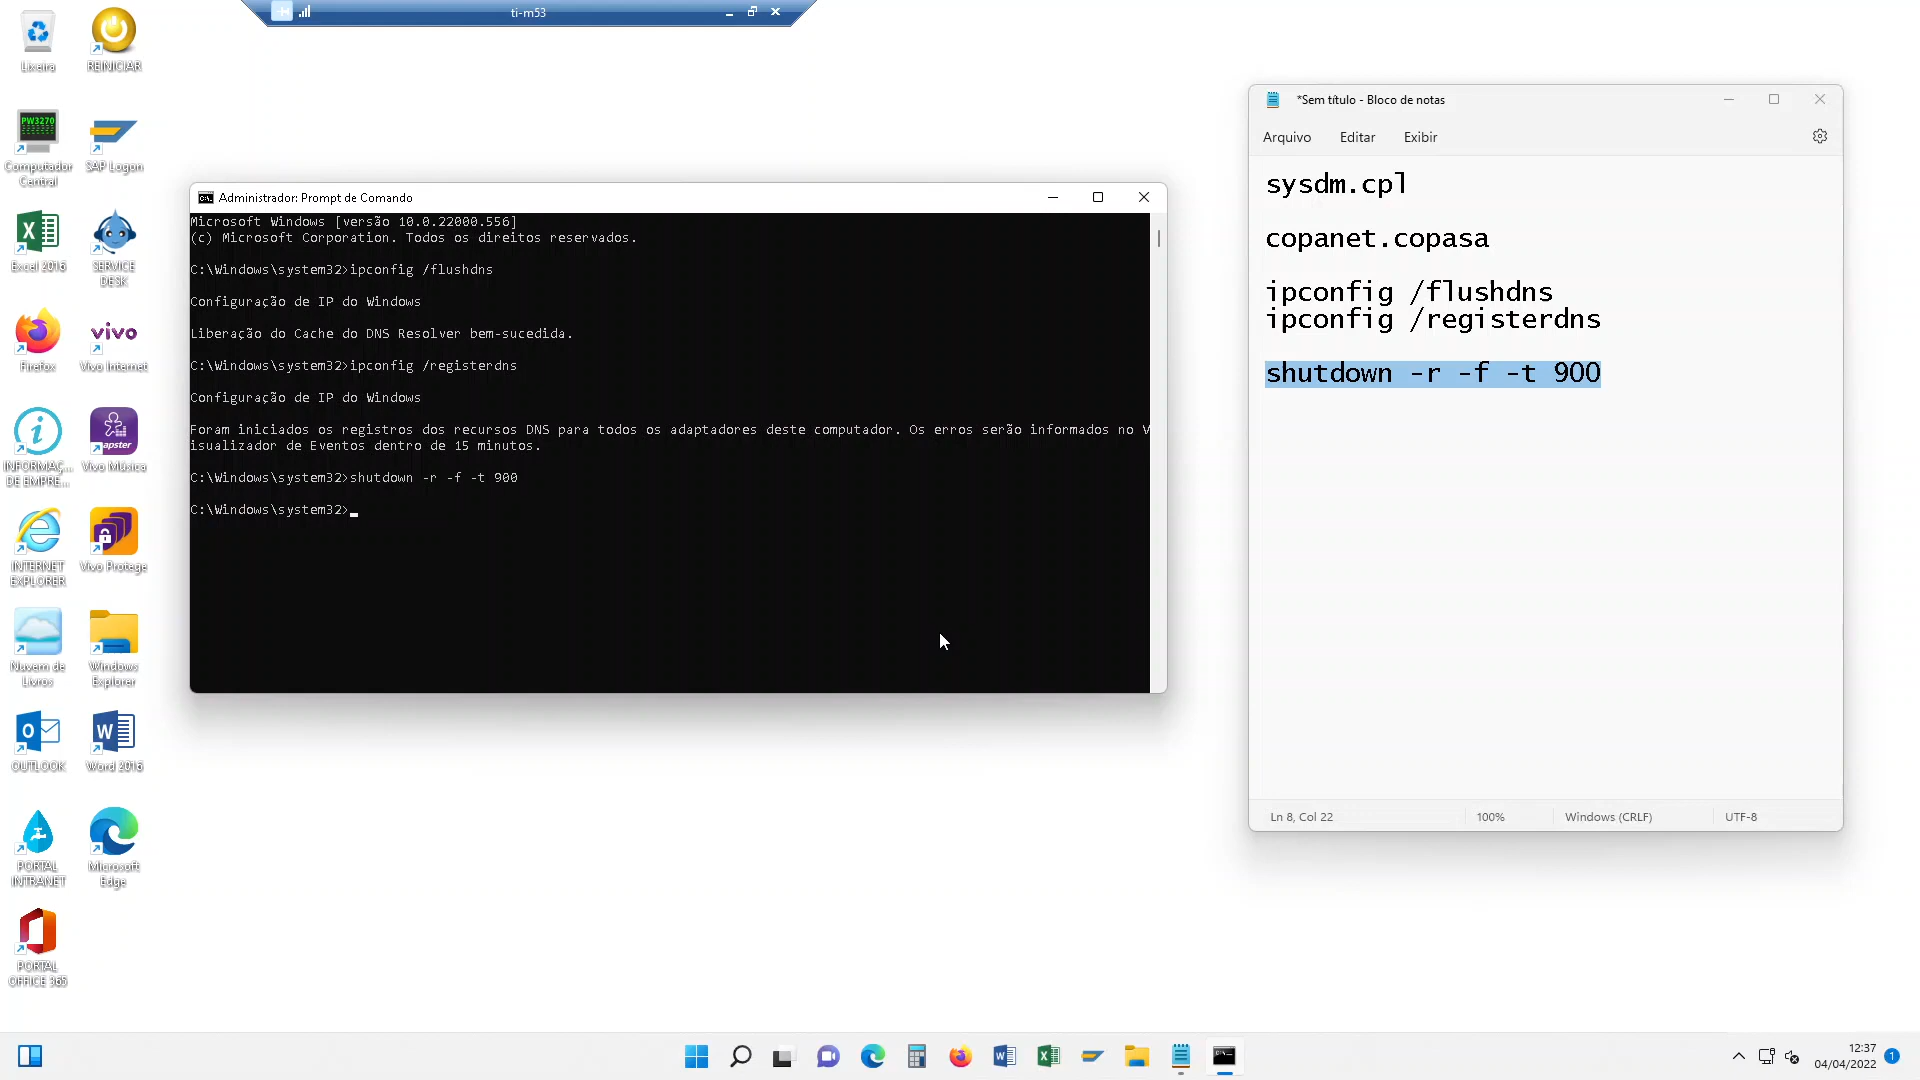 ti-m53
Lixeira
REINICIAR
PW3270
Computador
Central
SAP Logon
Excel 2016
SERVICE
DESK
Firefox
vivo
Vivo Internet
INFORMAÇ...
DE EMPRE...
napster
Vivo Música
INTERNET
EXPLORER
Vivo Protege
Nuvem de
Livros
Windows
Explorer
OUTLOOK
Word 2016
PORTAL
INTRANET
Microsoft
Edge
PORTAL
OFFICE 365
Administrador: Prompt de Comando
Microsoft Windows [versão 10.0.22000.556]
(c) Microsoft Corporation. Todos os direitos reservados.
C:\Windows\system32>ipconfig /flushdns
Configuração de IP do Windows
Liberação do Cache do DNS Resolver bem-sucedida.
C:\Windows\system32>ipconfig /registerdns
Configuração de IP do Windows
Foram iniciados os registros dos recursos DNS para todos os adaptadores deste computador. Os erros serão informados no V
isualizador de Eventos dentro de 15 minutos.
C:\Windows\system32>shutdown -r -f -t 900
C:\Windows\system32>
*Sem título - Bloco de notas
Arquivo Editar Exibir
sysdm.cpl
copanet.copasa
ipconfig /flushdns
ipconfig /registerdns
shutdown -r -f -t 900
Ln 8, Col 22 100% Windows (CRLF) UTF-8
12:37
04/04/2022
1